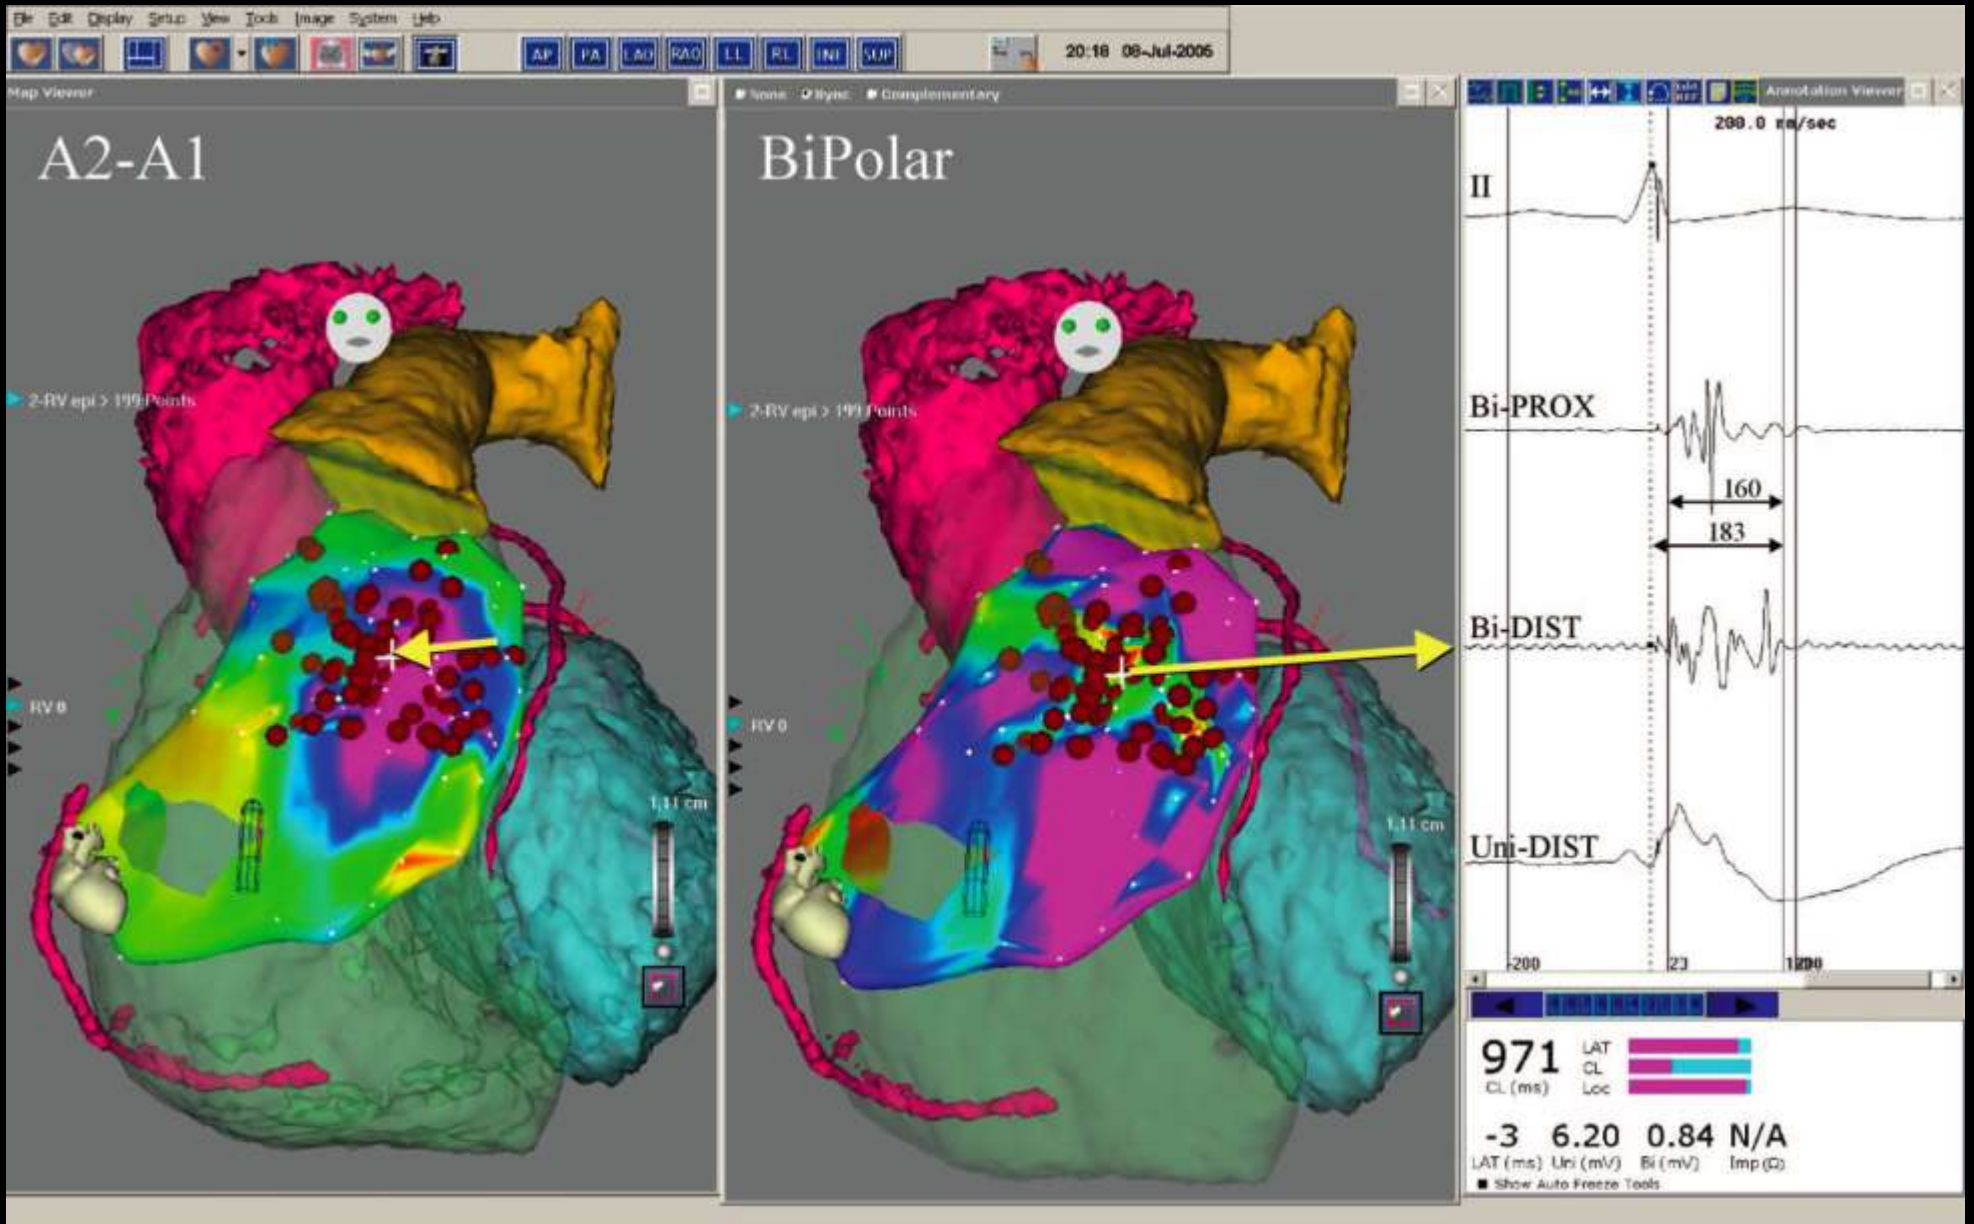 File Edit Display Setup View Tools Image System Help
AP PA LAO RAO LL RL INF SUP
20:18 08-Jul-2005
Map Viewer
None Sync Complementary
Annotation Viewer
A2-A1
BiPolar
200.0 mm/sec
II
2-RV epi > 199 Points
2-RV epi > 199 Points
Bi-PROX
160
183
Bi-DIST
RV 0
RV 0
1,11 cm
1,11 cm
Uni-DIST
-200
123
971
CL (ms)
LAT
CL
Loc
-3 6.20 0.84 N/A
LAT (ms) Uni (mV) Bi (mV) Imp (Ω)
Show Auto Freeze Tools